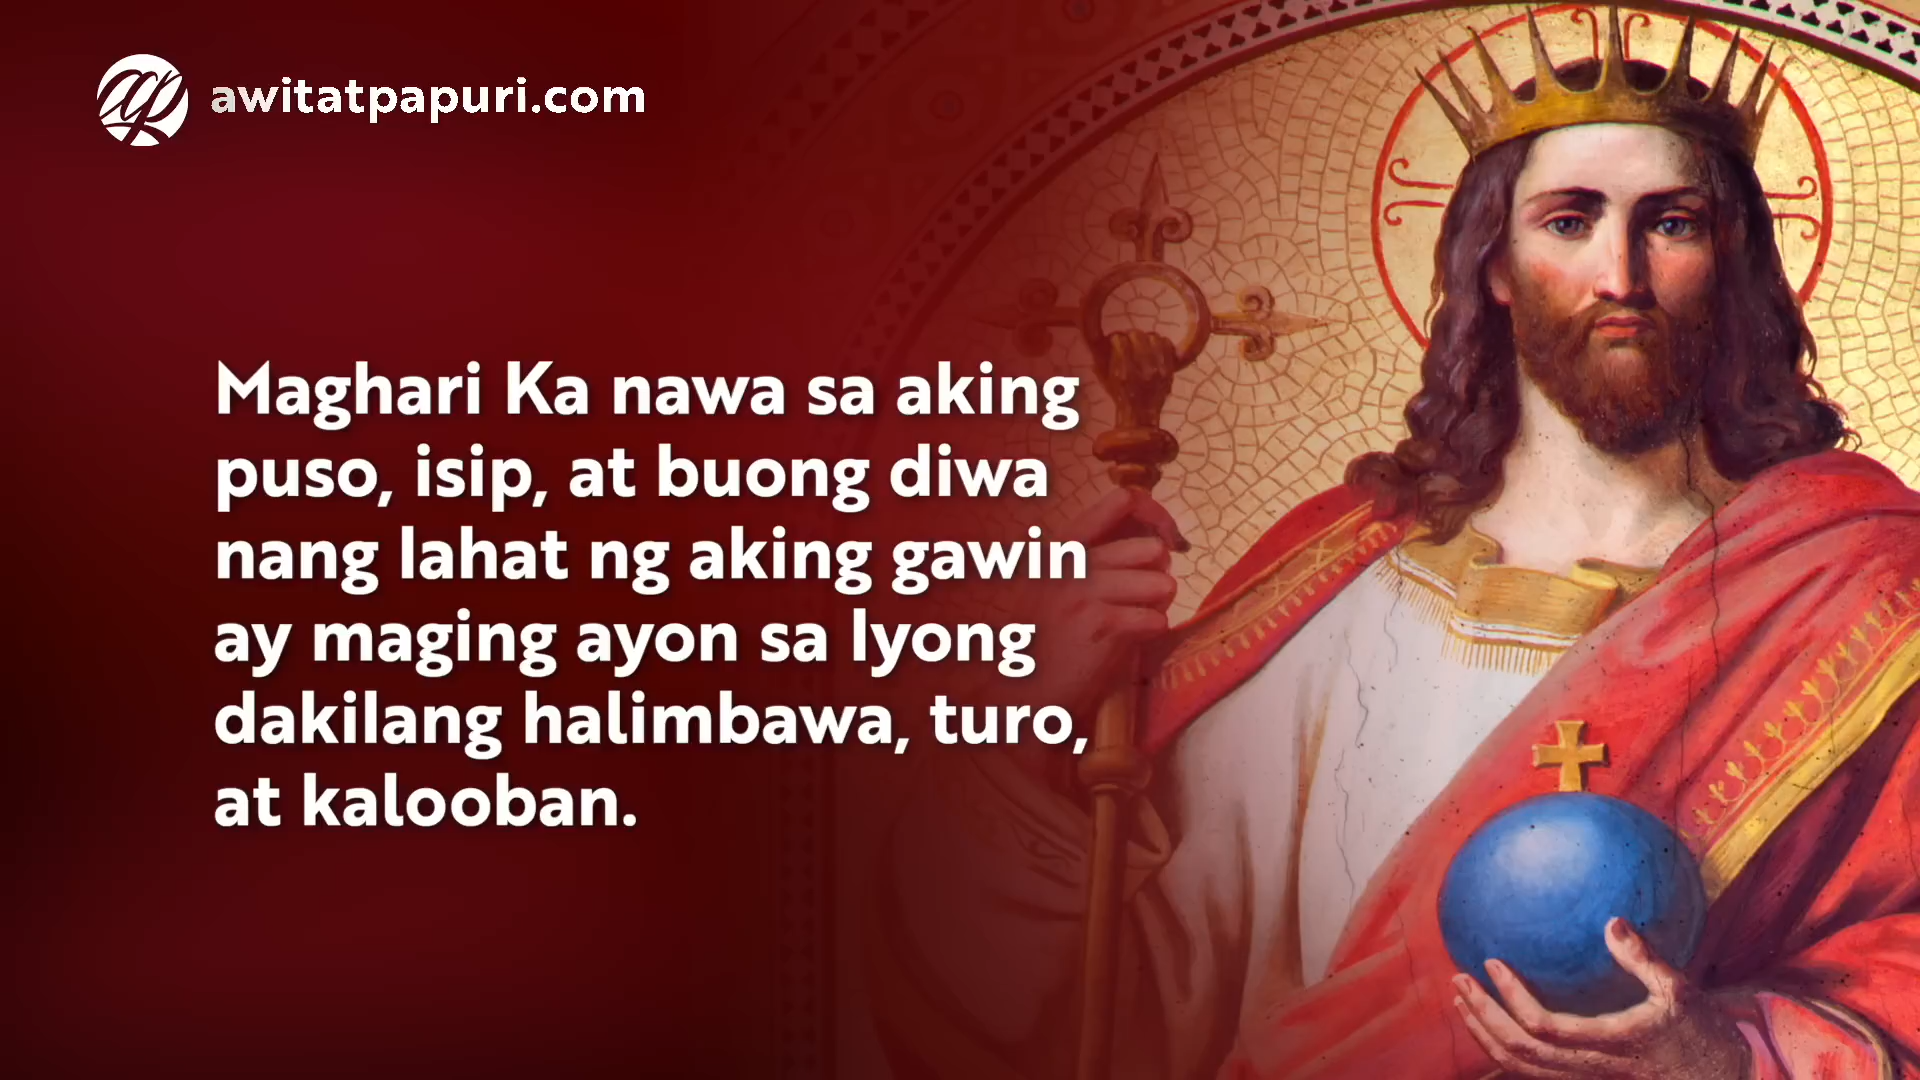 awitatpapuri.com
Maghari Ka nawa sa aking
puso, isip, at buong diwa
nang lahat ng aking gawin
ay maging ayon sa Iyong
dakilang halimbawa, turo,
at kalooban.